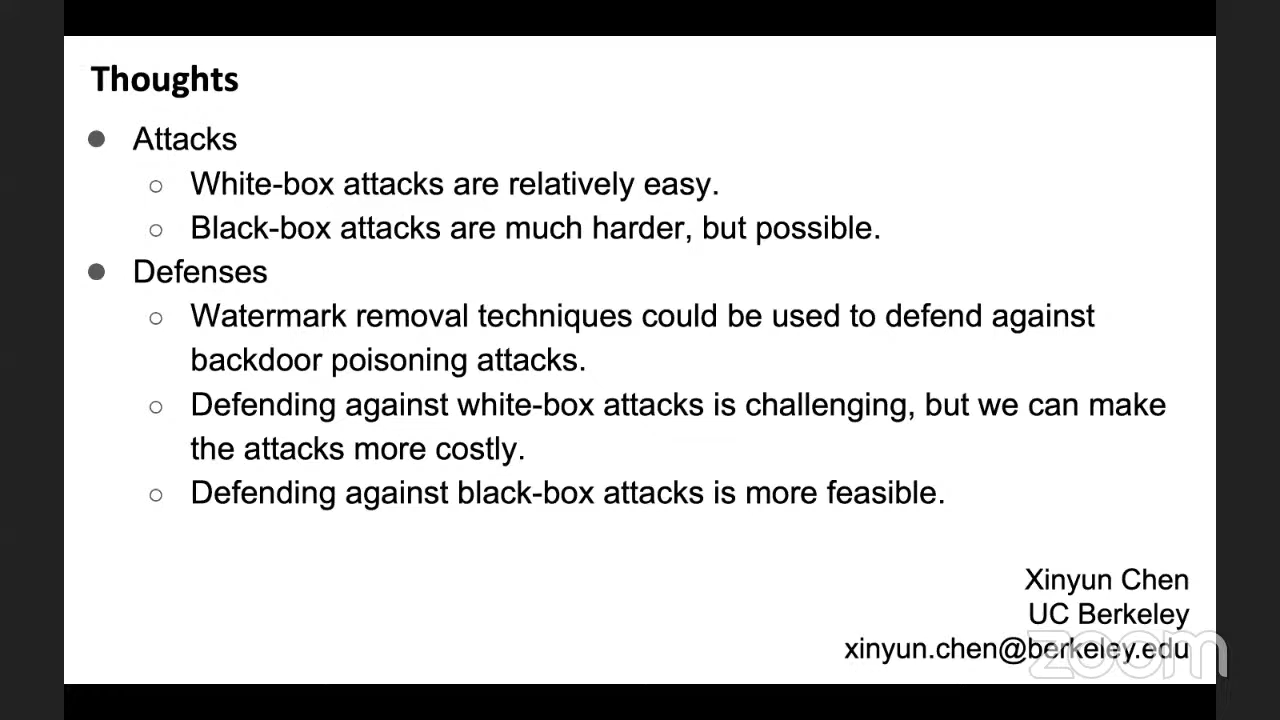 Thoughts
● Attacks
○ White-box attacks are relatively easy.
○ Black-box attacks are much harder, but possible.
● Defenses
○ Watermark removal techniques could be used to defend against
backdoor poisoning attacks.
○ Defending against white-box attacks is challenging, but we can make
the attacks more costly.
○ Defending against black-box attacks is more feasible.
Xinyun Chen
UC Berkeley
xinyun.chen@berkeley.edu
zoom